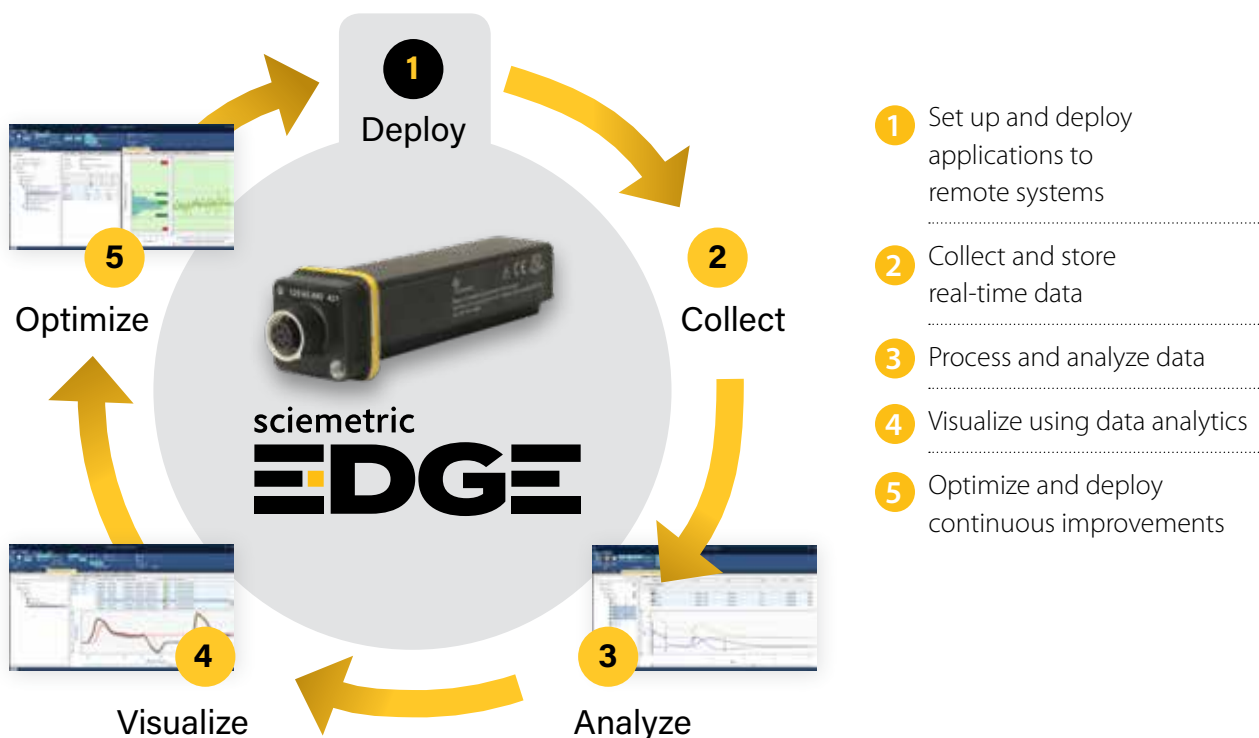 1
Deploy
2
Collect
3
Analyze
4
Visualize
5
Optimize
sciemetric
EDGE
1 Set up and deploy
applications to
remote systems
2 Collect and store
real-time data
3 Process and analyze data
4 Visualize using data analytics
5 Optimize and deploy
continuous improvements